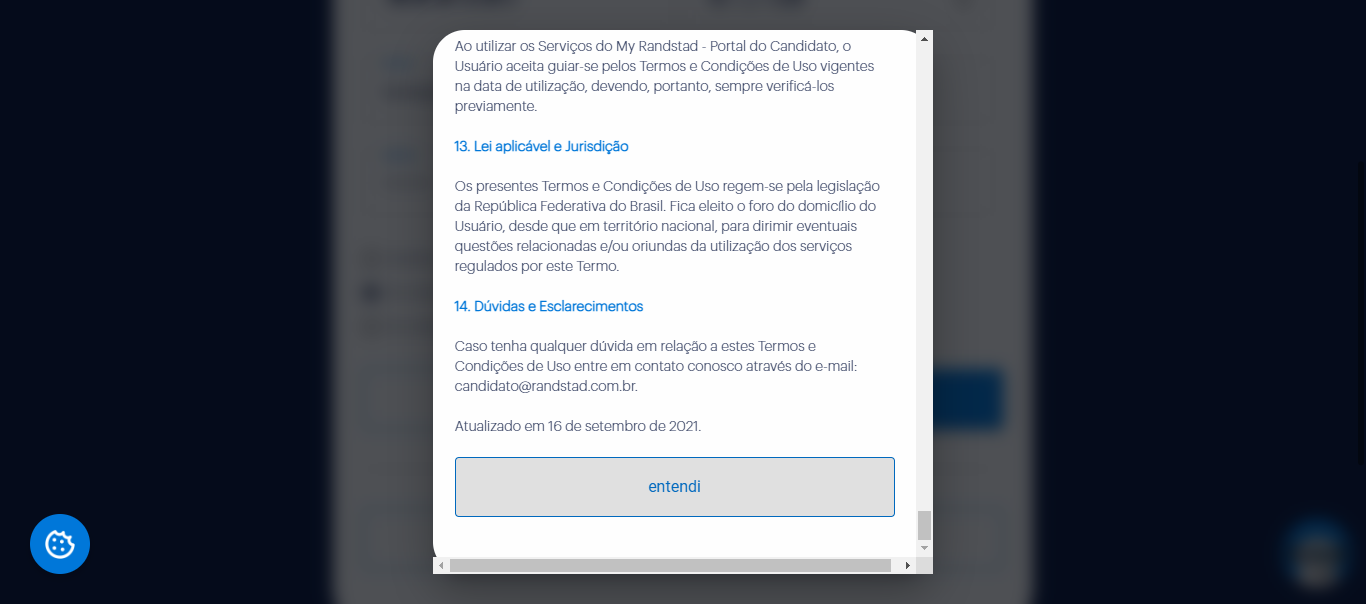 Ao utilizar os Serviços do My Randstad - Portal do Candidato, o
Usuário aceita guiar-se pelos Termos e Condições de Uso vigentes
na data de utilização, devendo, portanto, sempre verificá-los
previamente.
13. Lei aplicável e Jurisdição
Os presentes Termos e Condições de Uso regem-se pela legislação
da República Federativa do Brasil. Fica eleito o foro do domicílio do
Usuário, desde que em território nacional, para dirimir eventuais
questões relacionadas e/ou oriundas da utilização dos serviços
regulados por este Termo.
14. Dúvidas e Esclarecimentos
Caso tenha qualquer dúvida em relação a estes Termos e
Condições de Uso entre em contato conosco através do e-mail:
candidato@randstad.com.br.
Atualizado em 16 de setembro de 2021.
entendi